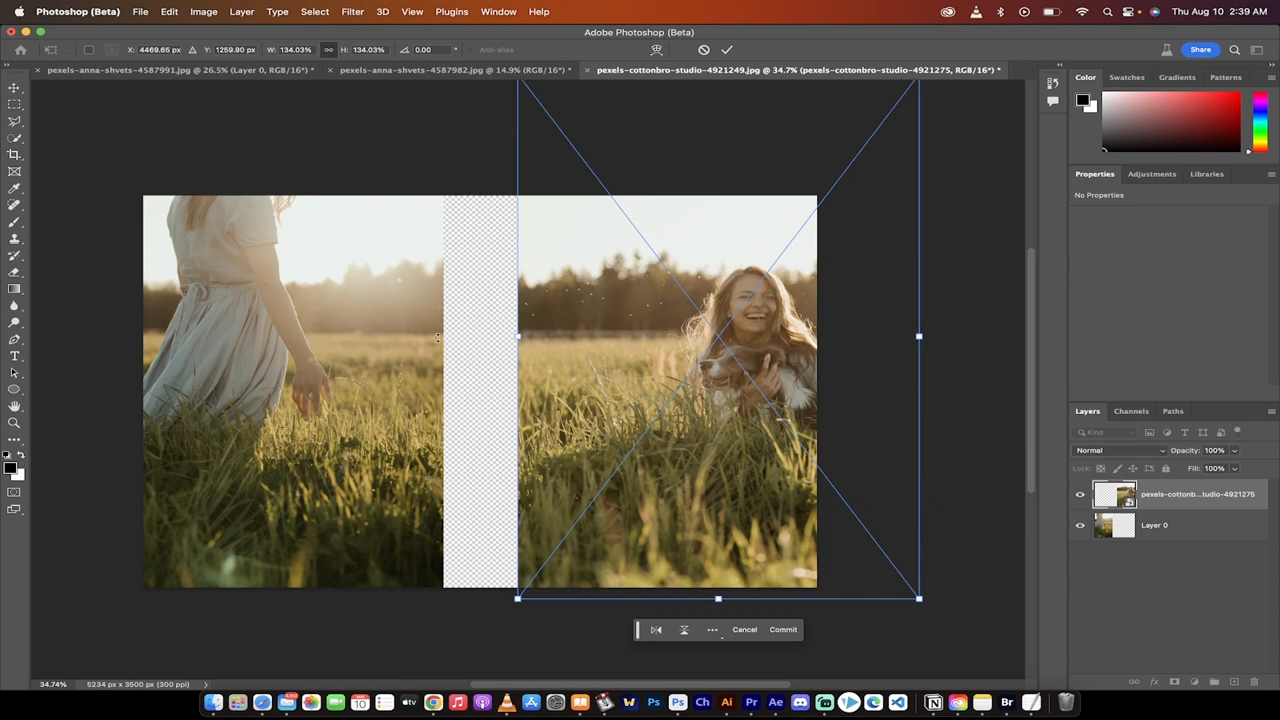 Photoshop (Beta) File Edit Image Layer Type Select Filter 3D View Plugins Window Help Thu Aug 10 2:39 AM
Adobe Photoshop (Beta)
X: 4469.65 px Y: 1259.90 px W: 134.03% H: 134.03% 0.00 ° Anti-alias Share
pexels-anna-shvets-4587991.jpg @ 26.5% (Layer 0, RGB/16*) * pexels-anna-shvets-4587982.jpg @ 14.9% (RGB/16*) * pexels-cottonbro-studio-4921249.jpg @ 34.7% (pexels-cottonbro-studio-4921275, RGB/16*) *
Color Swatches Gradients Patterns
Properties Adjustments Libraries
No Properties
Layers Channels Paths
Kind
Normal Opacity: 100%
Lock: Fill: 100%
pexels-cottonb...tudio-4921275
Layer 0
Cancel Commit
34.74% 5234 px x 3500 px (300 ppi)